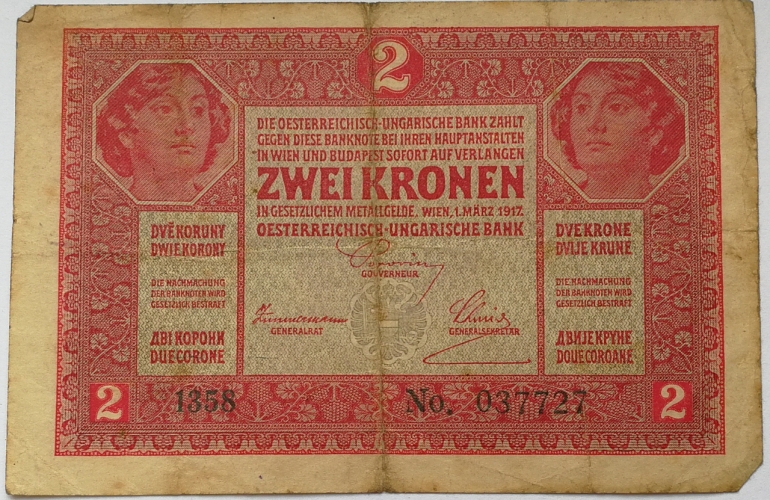 2
DIE OESTERREICHISCH-UNGARISCHE BANK ZAHLT
GEGEN DIESE BANKNOTE BEI IHREN HAUPTANSTALTEN
IN WIEN UND BUDAPEST SOFORT AUF VERLANGEN
ZWEI KRONEN
IN GESETZLICHEM METALLGELDE. WIEN, 1. MÄRZ 1917.
OESTERREICHISCH-UNGARISCHE BANK
GOUVERNEUR
GENERALRAT
GENERALSEKRETÄR
DVĚ KORUNY
DWIE KORONY
DIE NACHMACHUNG
DER BANKNOTEN WIRD
GESETZLICH BESTRAFT
ДВІ КОРОНИ
DUE CORONE
DVE KRONE
DVIJE KRUNE
DIE NACHMACHUNG
DER BANKNOTEN WIRD
GESETZLICH BESTRAFT
ДВИЈЕ КРУНЕ
DOUE COROANE
2
1358
No. 037727
2